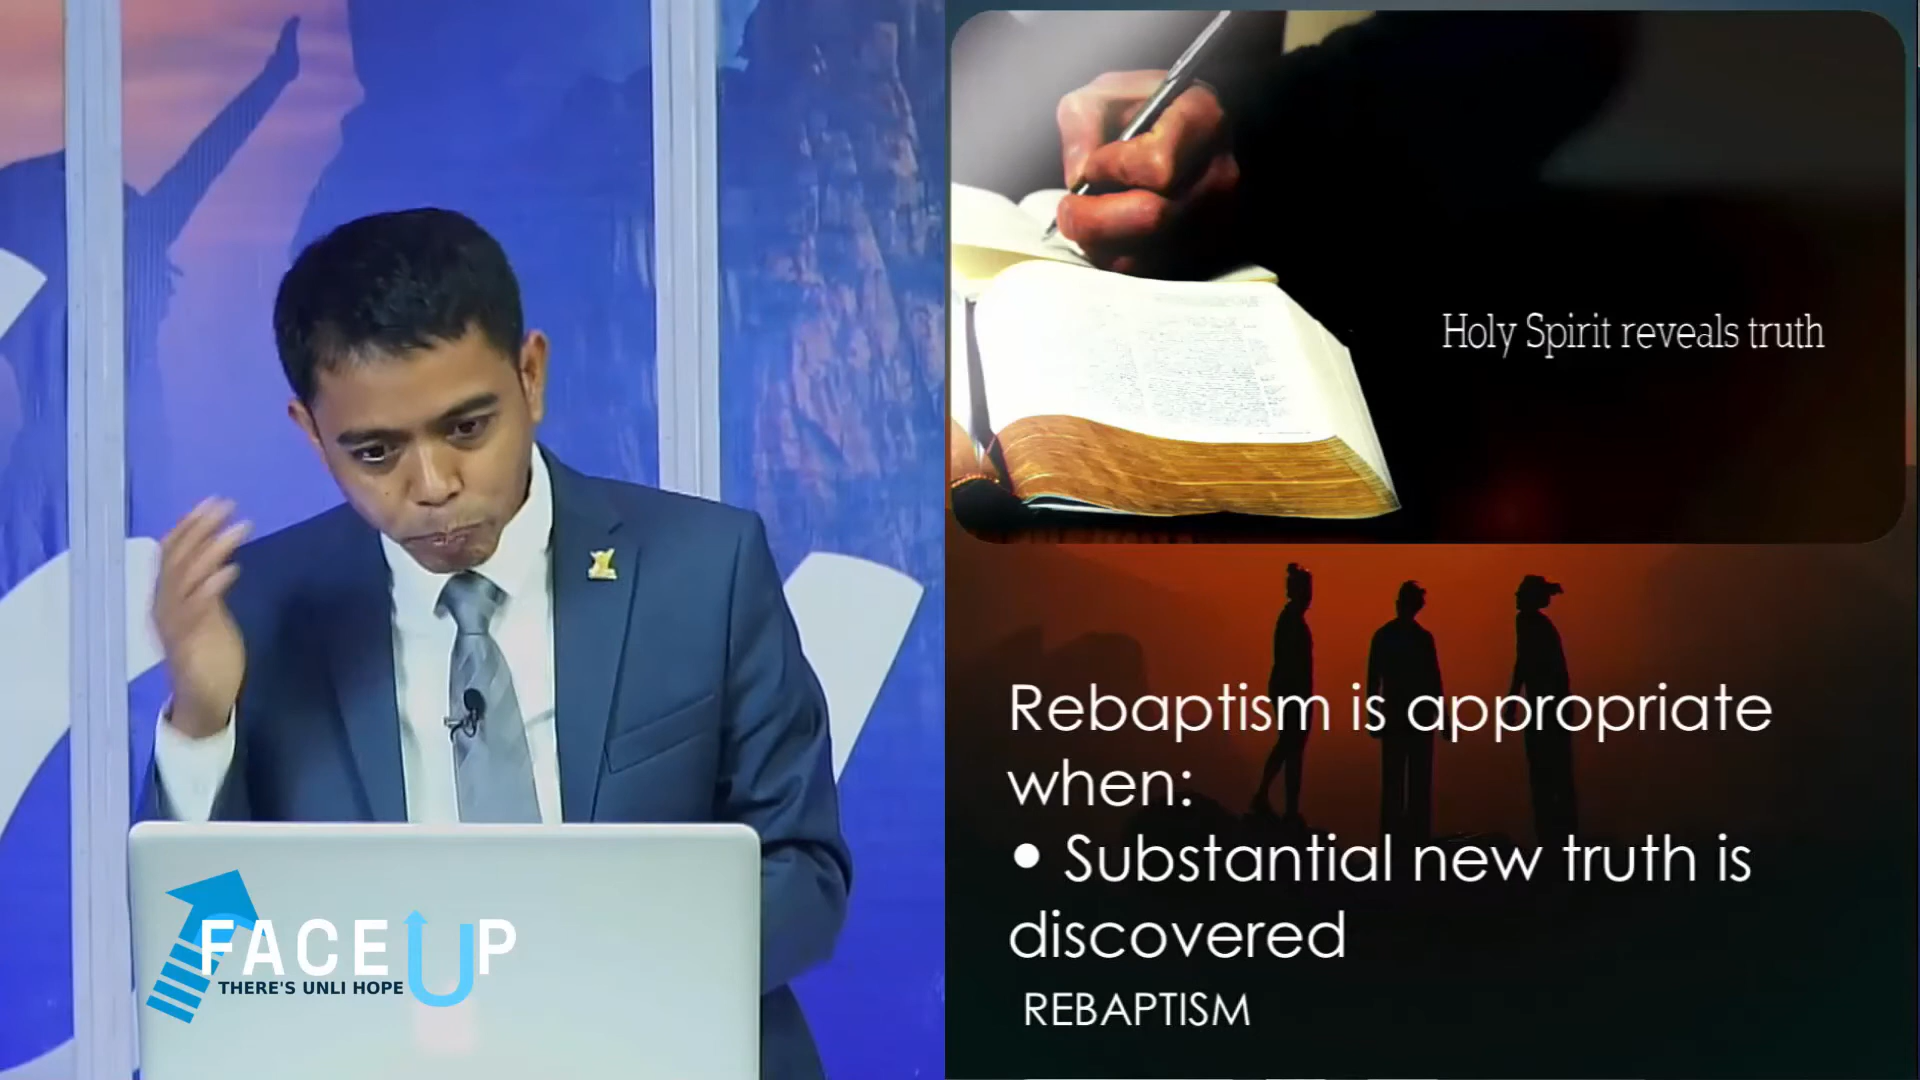 Holy Spirit reveals truth
Rebaptism is appropriate
when:
• Substantial new truth is
discovered
REBAPTISM
FACE UP
THERE'S UNLI HOPE